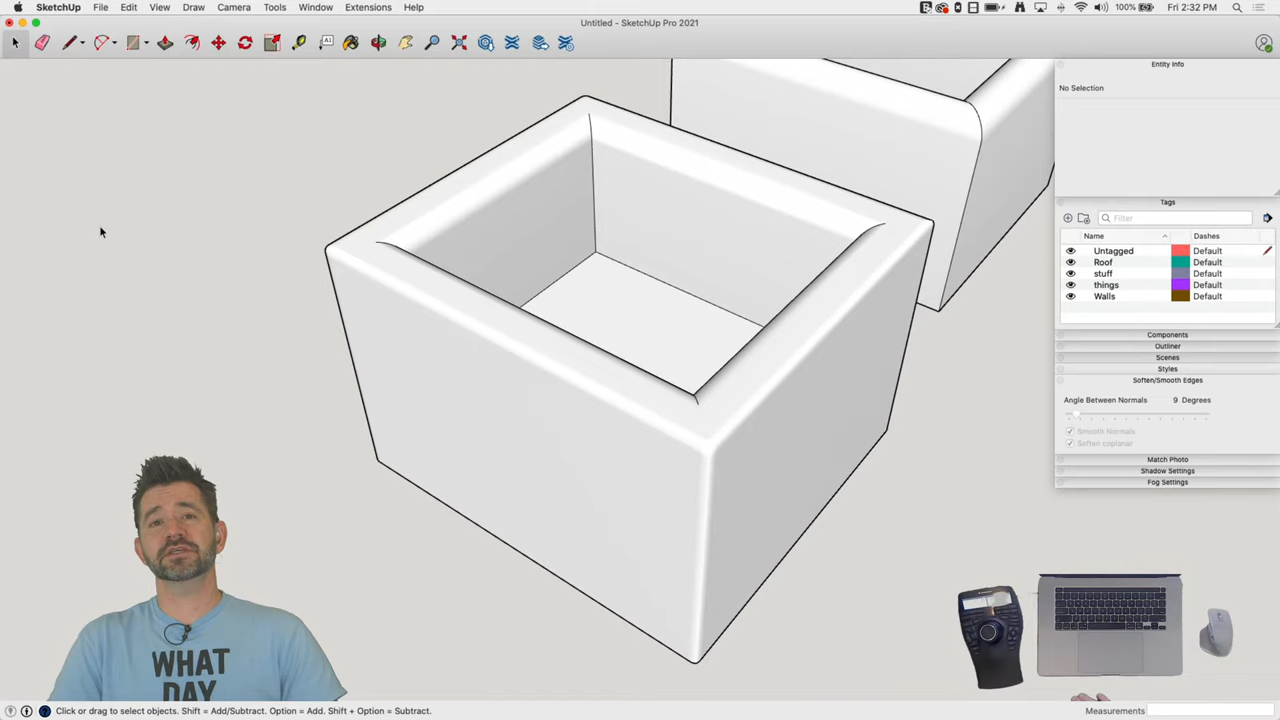 SketchUp File Edit View Draw Camera Tools Window Extensions Help
100% Fri 2:32 PM
Untitled - SketchUp Pro 2021
Entity Info
No Selection
Tags
Filter
Name Dashes
Untagged Default
Roof Default
stuff Default
things Default
Walls Default
Components
Outliner
Scenes
Styles
Soften/Smooth Edges
Angle Between Normals 9 Degrees
Smooth Normals
Soften coplanar
Match Photo
Shadow Settings
Fog Settings
WHAT
DAY
Click or drag to select objects. Shift = Add/Subtract. Option = Add. Shift + Option = Subtract.
Measurements